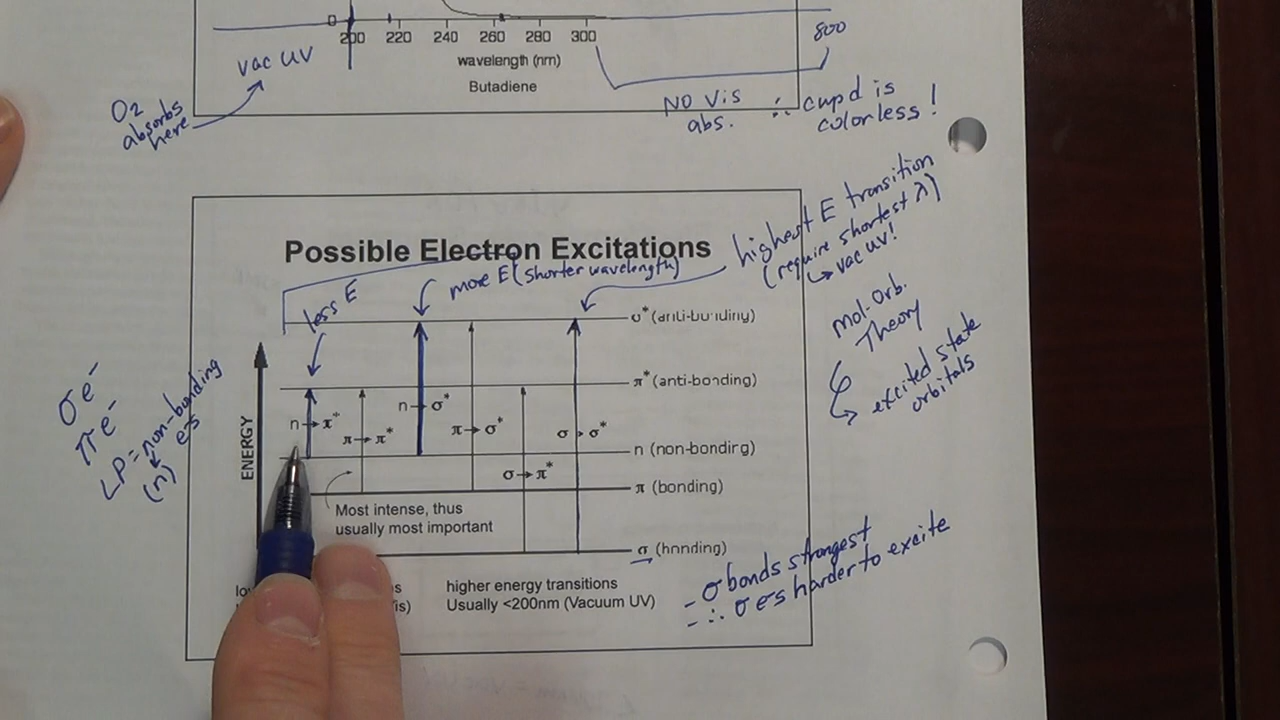 0
200 220 240 260 280 300
800
vac UV
wavelength (nm)
Butadiene
O2
absorbs
here
NO Vis
abs.
∴ cmpd is
colorless!
Possible Electron Excitations
highest E transition
(require shortest λ)
↳ vac UV!
less E
more E (shorter wavelength)
mol. Orb.
Theory
↳ excited state
orbitals
σ* (anti-bonding)
π* (anti-bonding)
n (non-bonding)
π (bonding)
σ (bonding)
ENERGY
n→π*
π→π*
n→σ*
π→σ*
σ→π*
σ→σ*
σ e-
π e-
LP = non-bonding
e-s
(n)
Most intense, thus
usually most important
higher energy transitions
Usually <200nm (Vacuum UV)
- σ bonds strongest
- ∴ σ e-s harder to excite